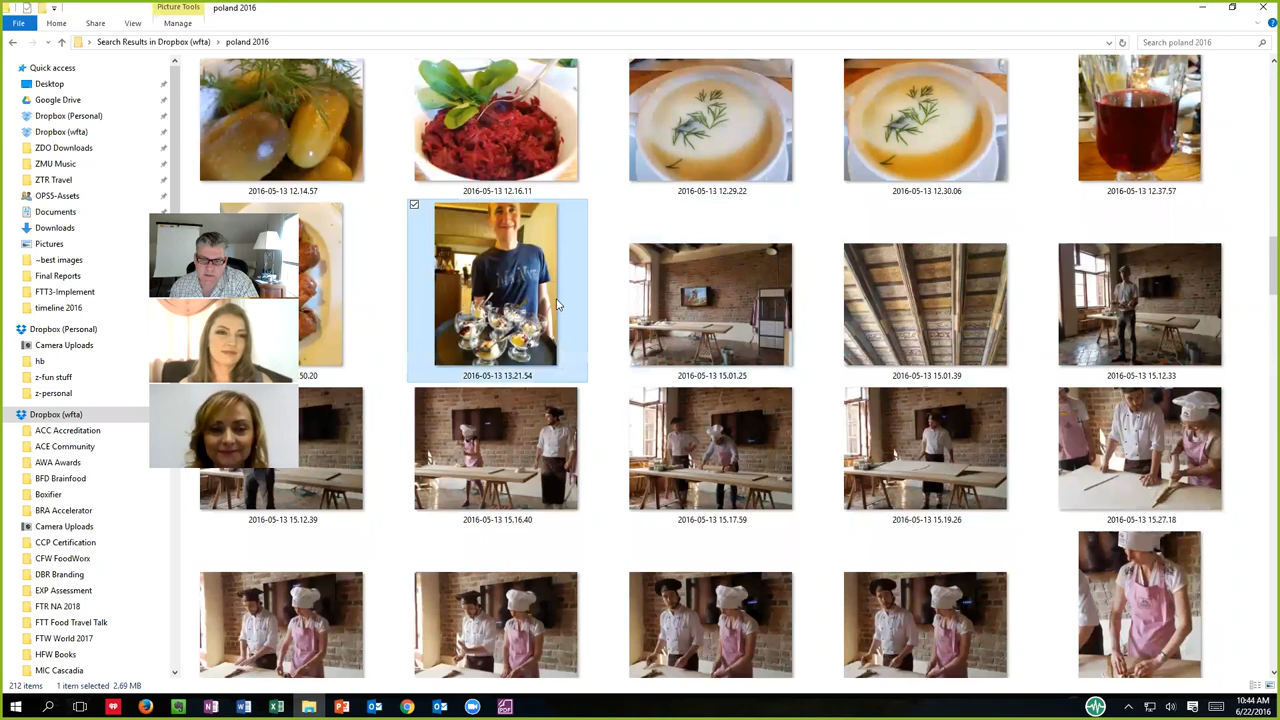 Picture Tools
poland 2016
File
Home
Share
View
Manage
Search Results in Dropbox (wfta)
poland 2016
Search poland 2016
Quick access
Desktop
Google Drive
Dropbox (Personal)
Dropbox (wfta)
ZDO Downloads
ZMU Music
ZTR Travel
OPS5-Assets
Documents
Downloads
Pictures
~best images
Final Reports
FTT3-Implement
timeline 2016
Dropbox (Personal)
Camera Uploads
hb
z-fun stuff
z-personal
Dropbox (wfta)
ACC Accreditation
ACE Community
AWA Awards
BFD Brainfood
Boxifier
BRA Accelerator
Camera Uploads
CCP Certification
CFW FoodWorx
DBR Branding
EXP Assessment
FTR NA 2018
FTT Food Travel Talk
FTW World 2017
HFW Books
MIC Cascadia
2016-05-13 12.14.57
2016-05-13 12.16.11
2016-05-13 12.29.22
2016-05-13 12.30.06
2016-05-13 12.37.57
50.20
2016-05-13 13.21.54
2016-05-13 15.01.25
2016-05-13 15.01.39
2016-05-13 15.12.33
2016-05-13 15.12.39
2016-05-13 15.16.40
2016-05-13 15.17.59
2016-05-13 15.19.26
2016-05-13 15.27.18
212 items
1 item selected 2.69 MB
10:44 AM
6/22/2016